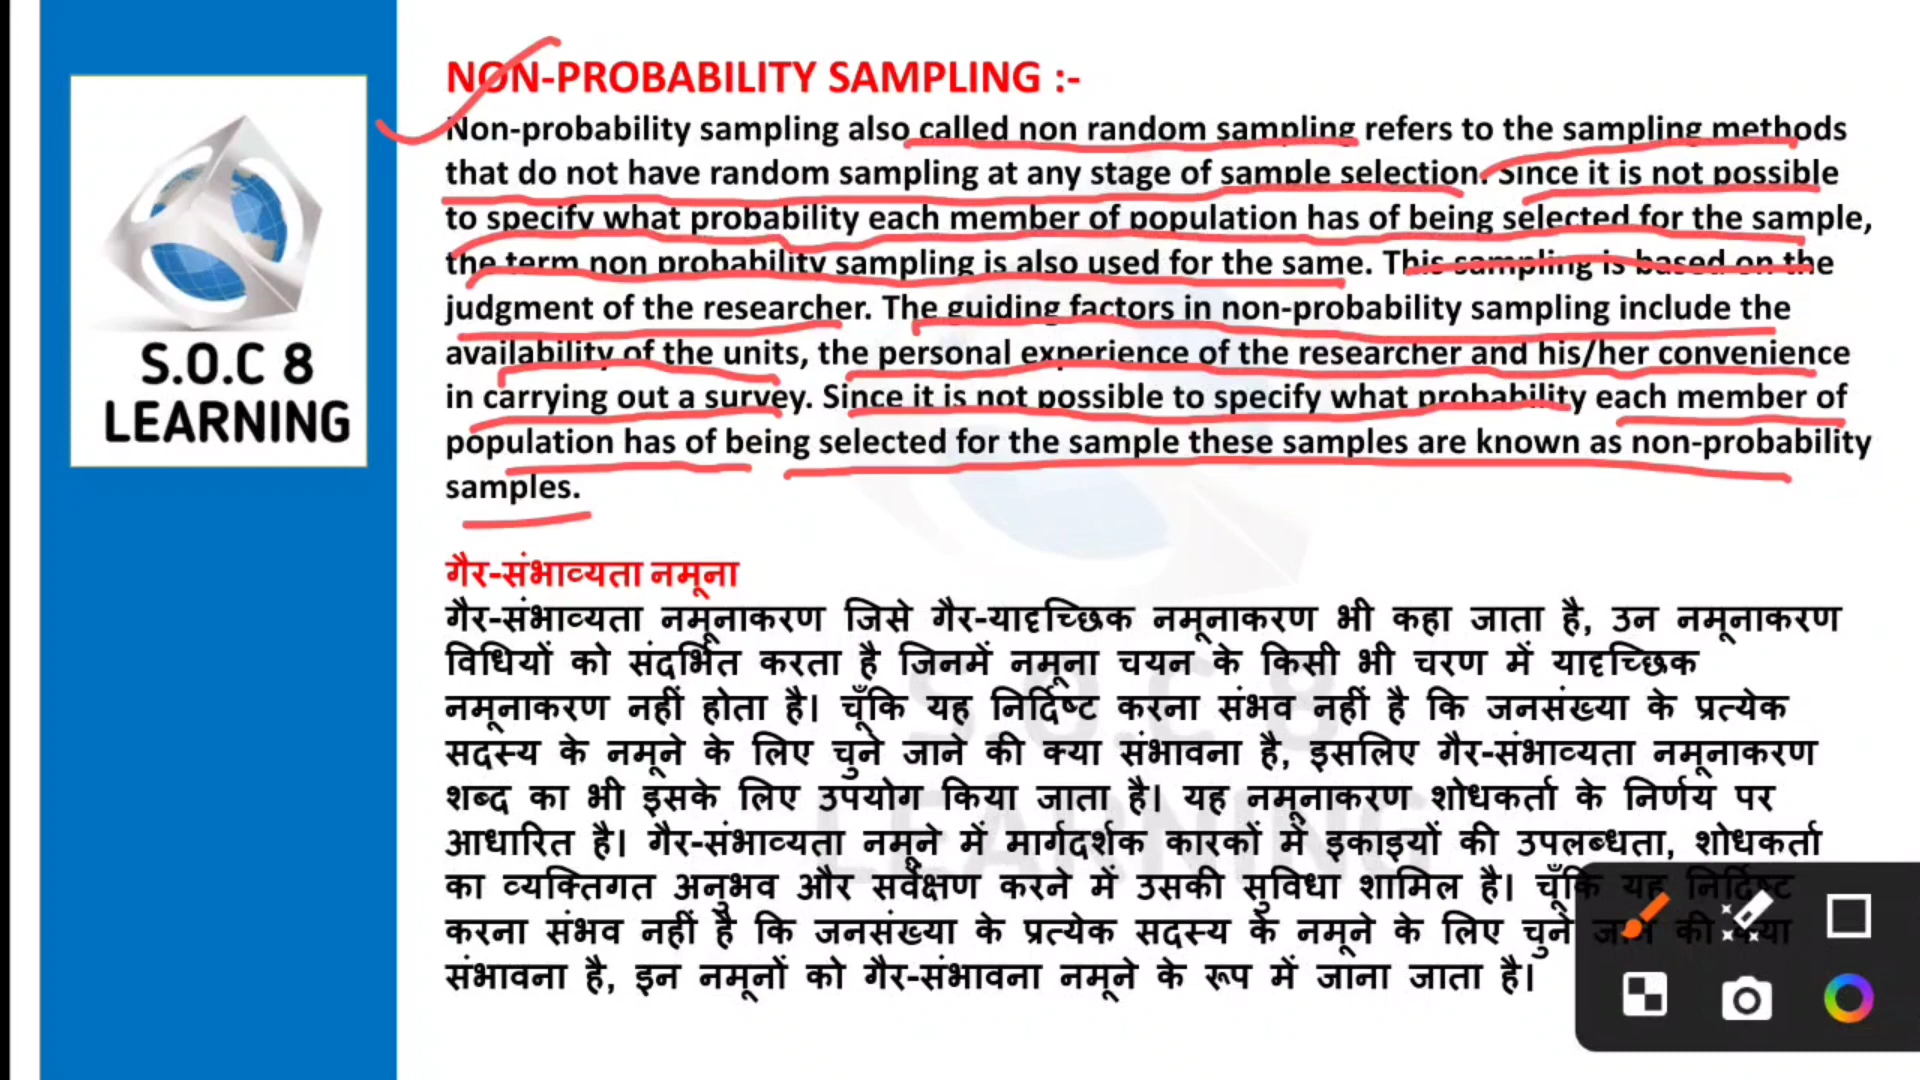 S.O.C 8
LEARNING
NON-PROBABILITY SAMPLING :-
Non-probability sampling also called non random sampling refers to the sampling methods
that do not have random sampling at any stage of sample selection. Since it is not possible
to specify what probability each member of population has of being selected for the sample,
the term non probability sampling is also used for the same. This sampling is based on the
judgment of the researcher. The guiding factors in non-probability sampling include the
availability of the units, the personal experience of the researcher and his/her convenience
in carrying out a survey. Since it is not possible to specify what probability each member of
population has of being selected for the sample these samples are known as non-probability
samples.
गैर-संभाव्यता नमूना
गैर-संभाव्यता नमूनाकरण जिसे गैर-यादृच्छिक नमूनाकरण भी कहा जाता है, उन नमूनाकरण
विधियों को संदर्भित करता है जिनमें नमूना चयन के किसी भी चरण में यादृच्छिक
नमूनाकरण नहीं होता है। चूँकि यह निर्दिष्ट करना संभव नहीं है कि जनसंख्या के प्रत्येक
सदस्य के नमूने के लिए चुने जाने की क्या संभावना है, इसलिए गैर-संभाव्यता नमूनाकरण
शब्द का भी इसके लिए उपयोग किया जाता है। यह नमूनाकरण शोधकर्ता के निर्णय पर
आधारित है। गैर-संभाव्यता नमूने में मार्गदर्शक कारकों में इकाइयों की उपलब्धता, शोधकर्ता
का व्यक्तिगत अनुभव और सर्वेक्षण करने में उसकी सुविधा शामिल है। चूँकि यह निर्दिष्ट
करना संभव नहीं है कि जनसंख्या के प्रत्येक सदस्य के नमूने के लिए चुने जाने की क्या
संभावना है, इन नमूनों को गैर-संभावना नमूने के रूप में जाना जाता है।
S.O.C 8
LEARNING